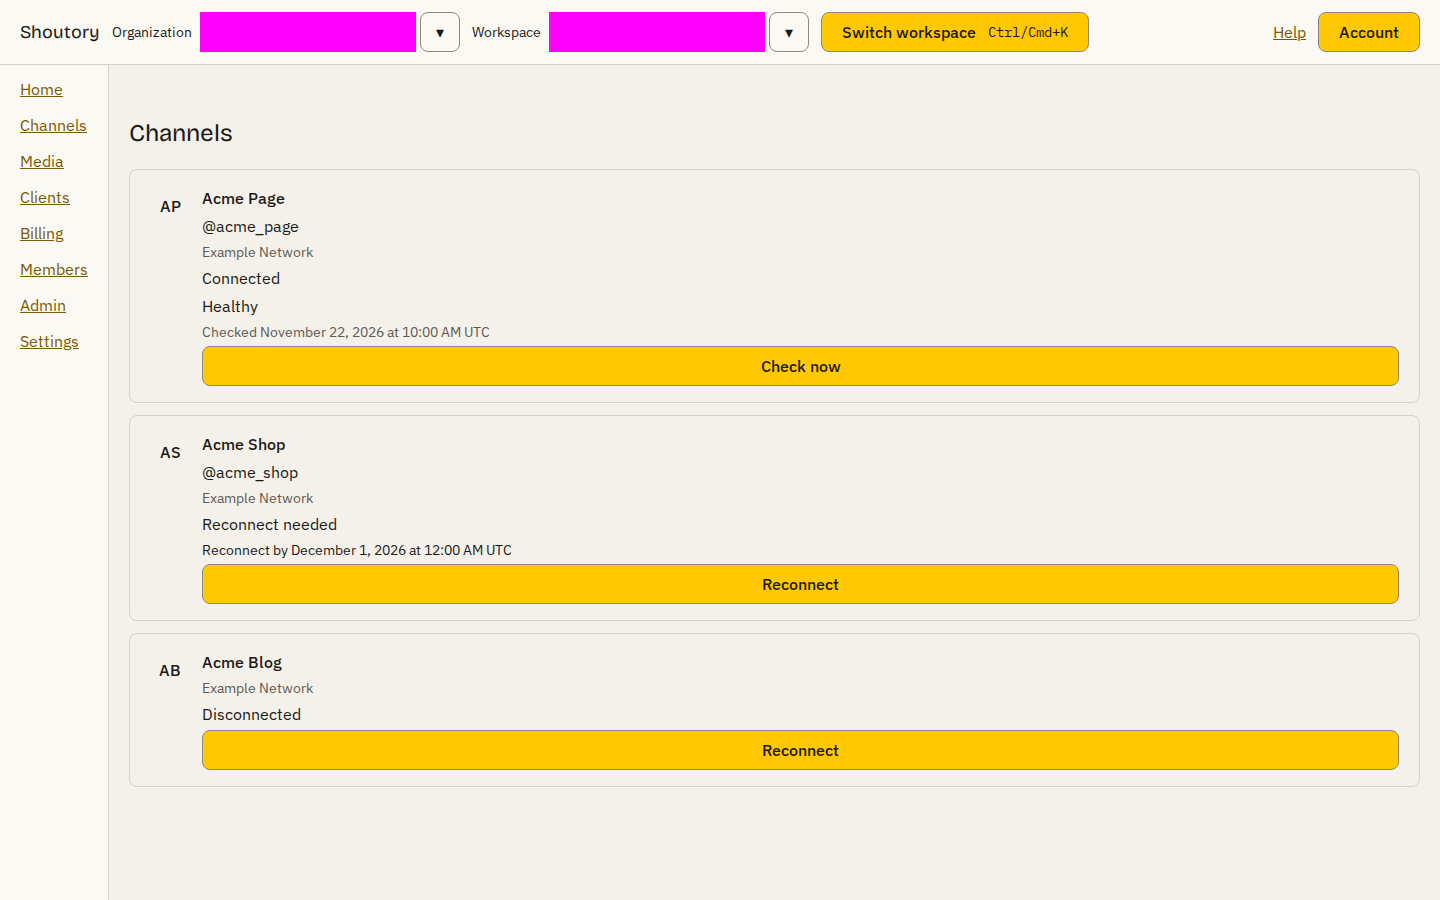 Shoutory Organization ▼ Workspace ▼ Switch workspace Ctrl/Cmd+K Help Account
Home
Channels
Media
Clients
Billing
Members
Admin
Settings
Channels
AP
Acme Page
@acme_page
Example Network
Connected
Healthy
Checked November 22, 2026 at 10:00 AM UTC
Check now
AS
Acme Shop
@acme_shop
Example Network
Reconnect needed
Reconnect by December 1, 2026 at 12:00 AM UTC
Reconnect
AB
Acme Blog
Example Network
Disconnected
Reconnect